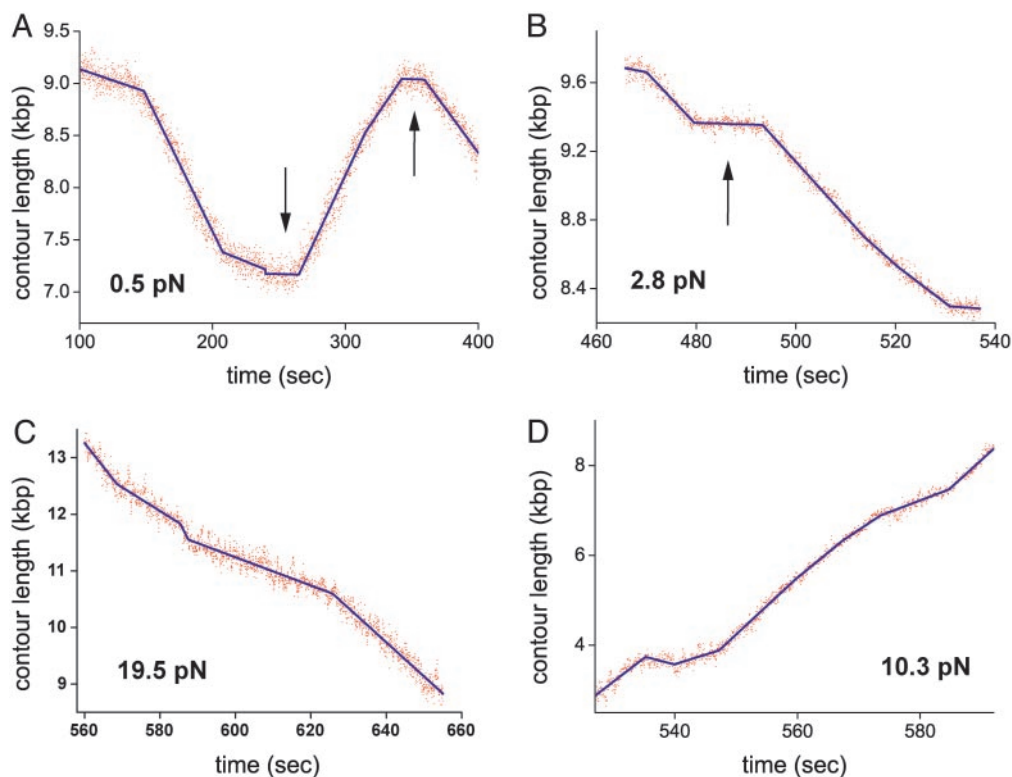 A
contour length (kbp)
9.5
9.0
8.5
8.0
7.5
7.0
0.5 pN
100 200 300 400
time (sec)
B
contour length (kbp)
9.6
9.2
8.8
8.4
2.8 pN
460 480 500 520 540
time (sec)
C
contour length (kbp)
13
12
11
10
9
19.5 pN
560 580 600 620 640 660
time (sec)
D
contour length (kbp)
8
6
4
10.3 pN
540 560 580
time (sec)